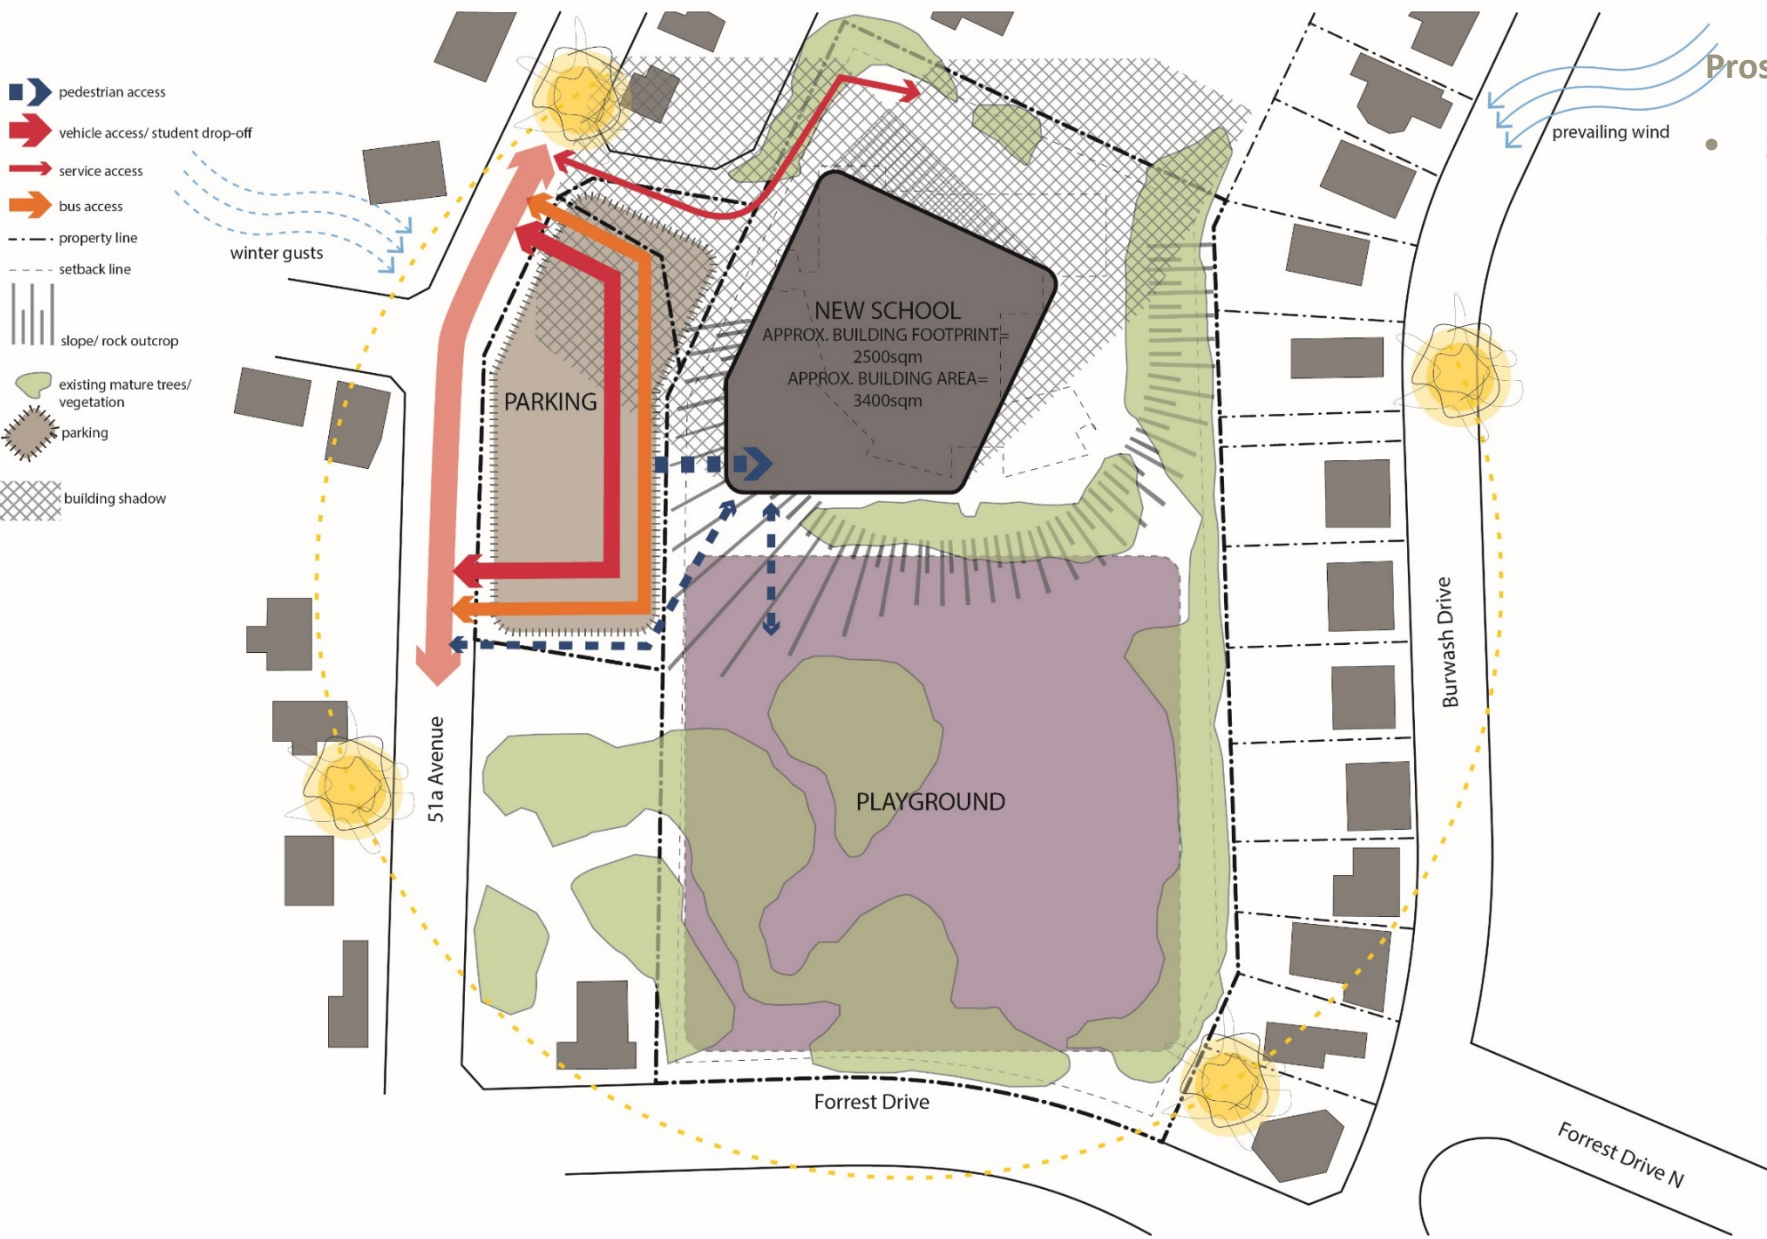 pedestrian access
vehicle access/ student drop-off
service access
bus access
property line
setback line
slope/ rock outcrop
existing mature trees/
vegetation
parking
building shadow
winter gusts
prevailing wind
Pros
•
NEW SCHOOL
APPROX. BUILDING FOOTPRINT=
2500sqm
APPROX. BUILDING AREA=
3400sqm
PARKING
PLAYGROUND
51a Avenue
Burwash Drive
Forrest Drive
Forrest Drive N